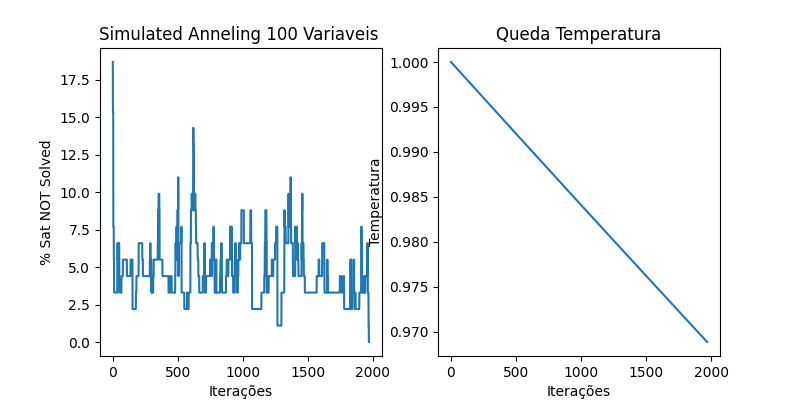 Simulated Anneling 100 Variaveis
% Sat NOT Solved
17.5
15.0
12.5
10.0
7.5
5.0
2.5
0.0
0 500 1000 1500 2000
Iterações
Queda Temperatura
Temperatura
1.000
0.995
0.990
0.985
0.980
0.975
0.970
0 500 1000 1500 2000
Iterações